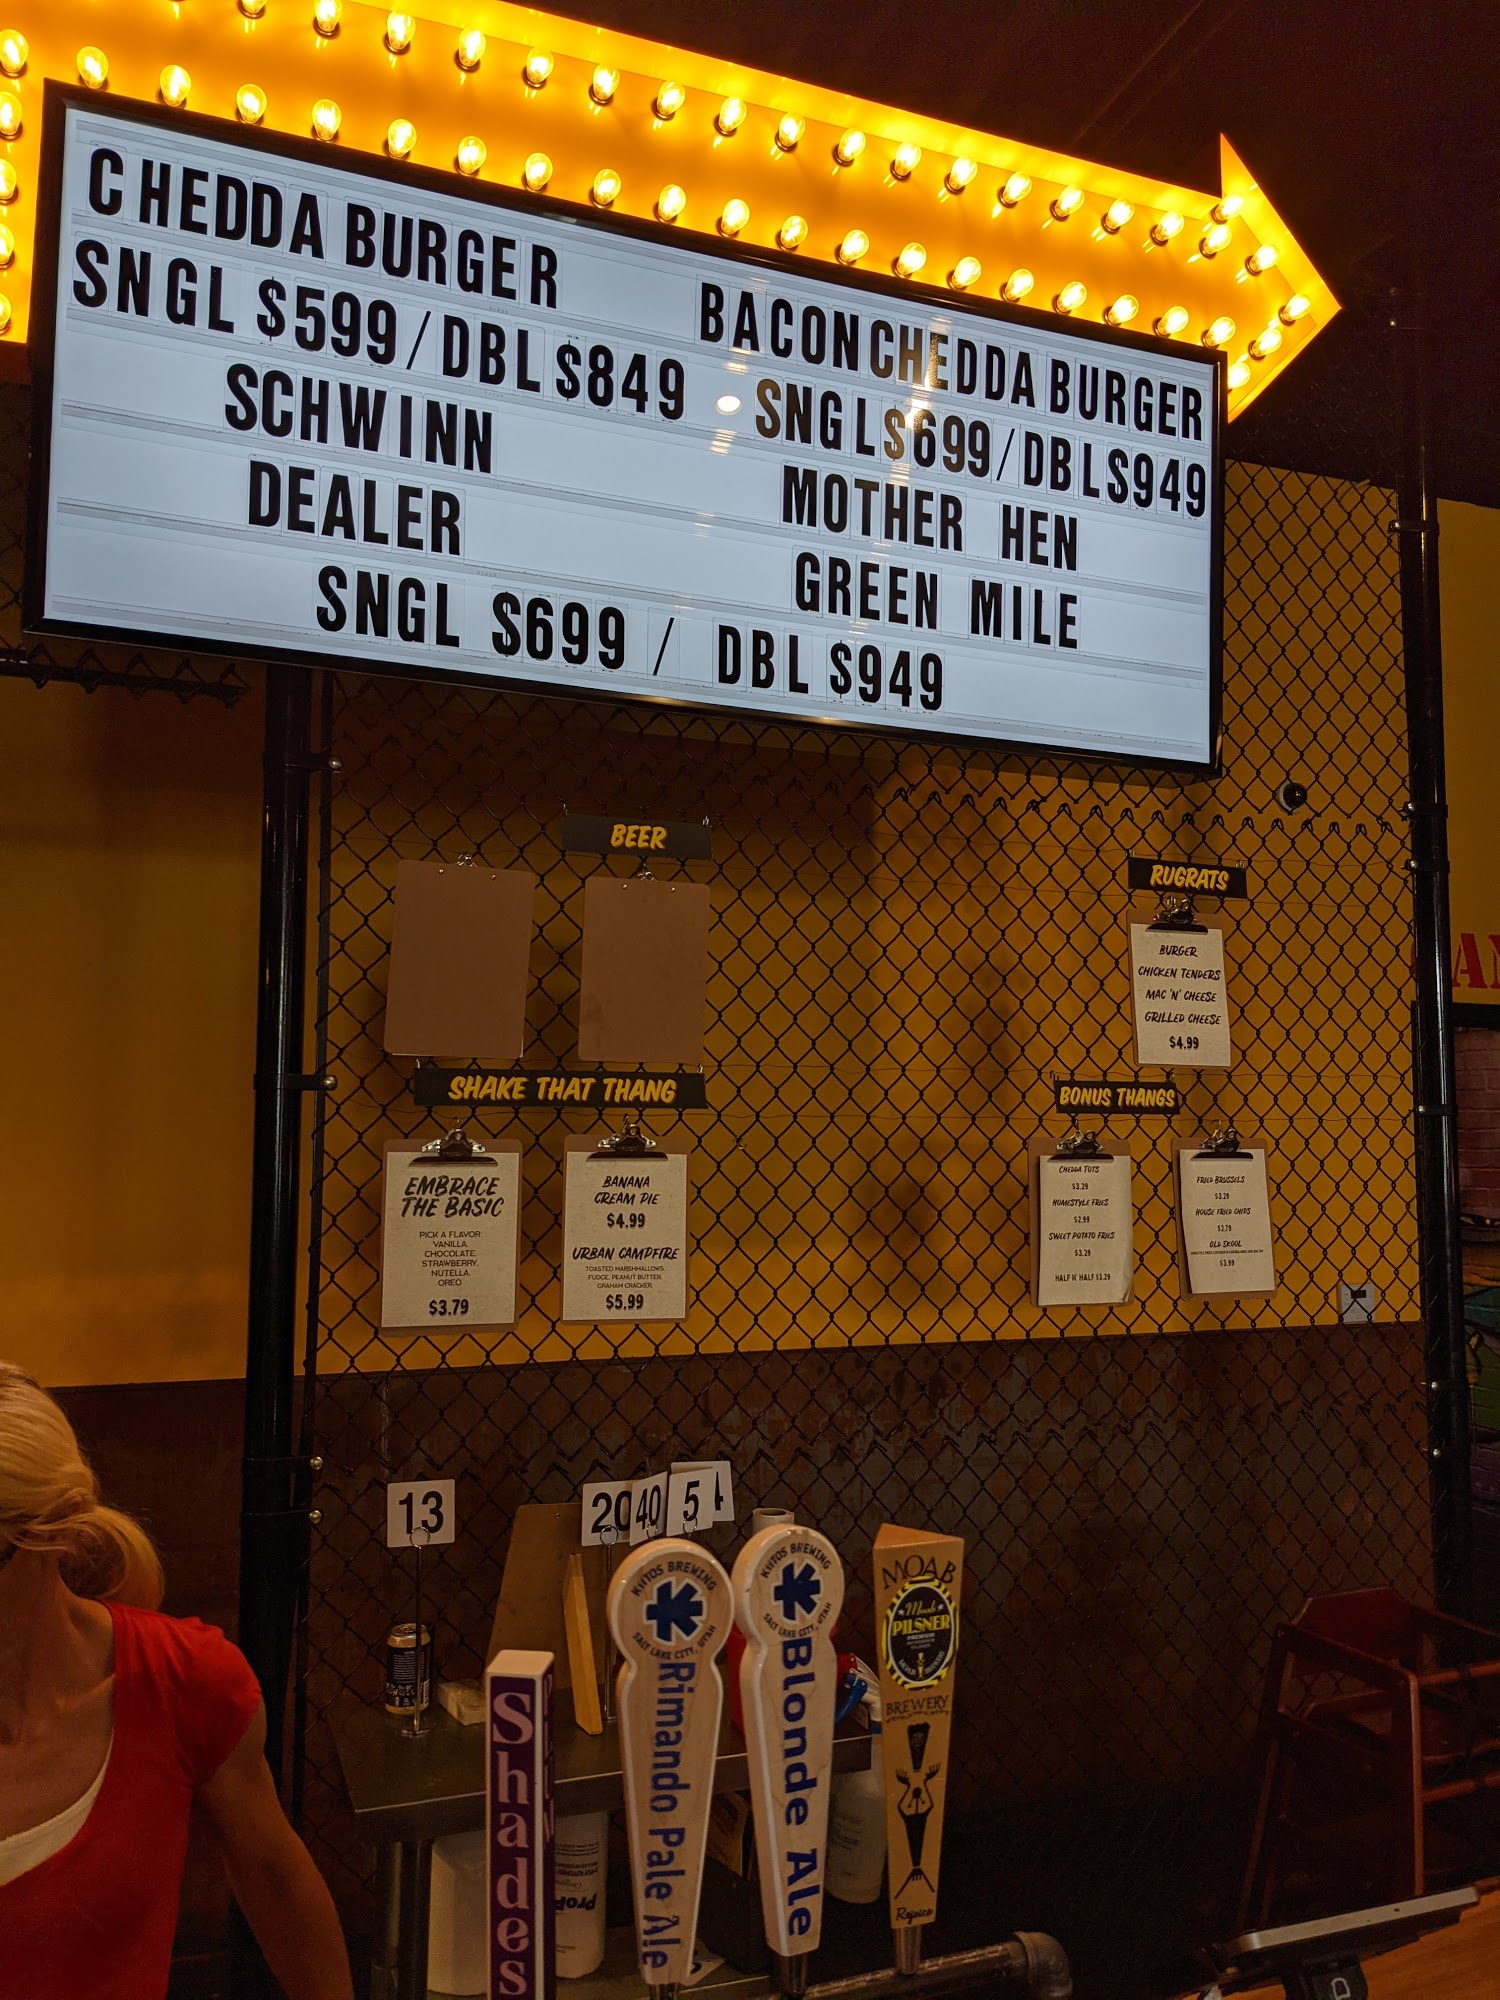 CHEDDA BURGER
SNGL $599/DBL $849
SCHWINN
DEALER
BACON CHEDDA BURGER
SNGL $699/DBL $949
MOTHER HEN
GREEN MILE
SNGL $699 / DBL $949
BEER
RUGRATS
BURGER
CHICKEN TENDERS
MAC 'N' CHEESE
GRILLED CHEESE
$4.99
SHAKE THAT THANG
EMBRACE
THE BASIC
PICK A FLAVOR
VANILLA.
CHOCOLATE.
STRAWBERRY.
NUTELLA.
OREO
$3.79
BANANA
CREAM PIE
$4.99
URBAN CAMPFIRE
TOASTED MARSHMALLOWS.
FUDGE. PEANUT BUTTER.
GRAHAM CRACKER.
$5.99
BONUS THANGS
CHEDDA TOTS
$3.29
HOMESTYLE FRIES
$2.99
SWEET POTATO FRIES
$3.29
HALF N' HALF $3.29
FRIED BRUSSELS
$3.29
HOUSE FRIED CHIPS
$2.79
OLD SKOOL
$3.99
13
20
40
5
4
Shades
KIITOS BREWING
SALT LAKE CITY, UTAH
Rimando Pale Ale
KIITOS BREWING
SALT LAKE CITY, UTAH
Blonde Ale
MOAB
Moab
PILSNER
PREMIUM
BREWERY
Rejoice